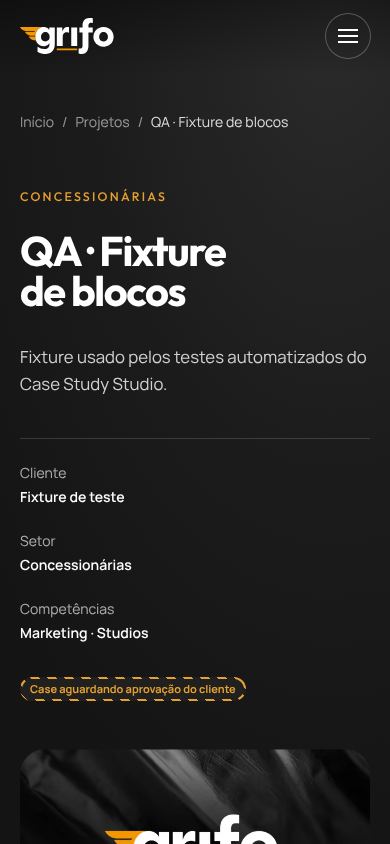 grifo
Início / Projetos / QA · Fixture de blocos
CONCESSIONÁRIAS
QA · Fixture
de blocos
Fixture usado pelos testes automatizados do
Case Study Studio.
Cliente
Fixture de teste
Setor
Concessionárias
Competências
Marketing · Studios
Case aguardando aprovação do cliente
grifo